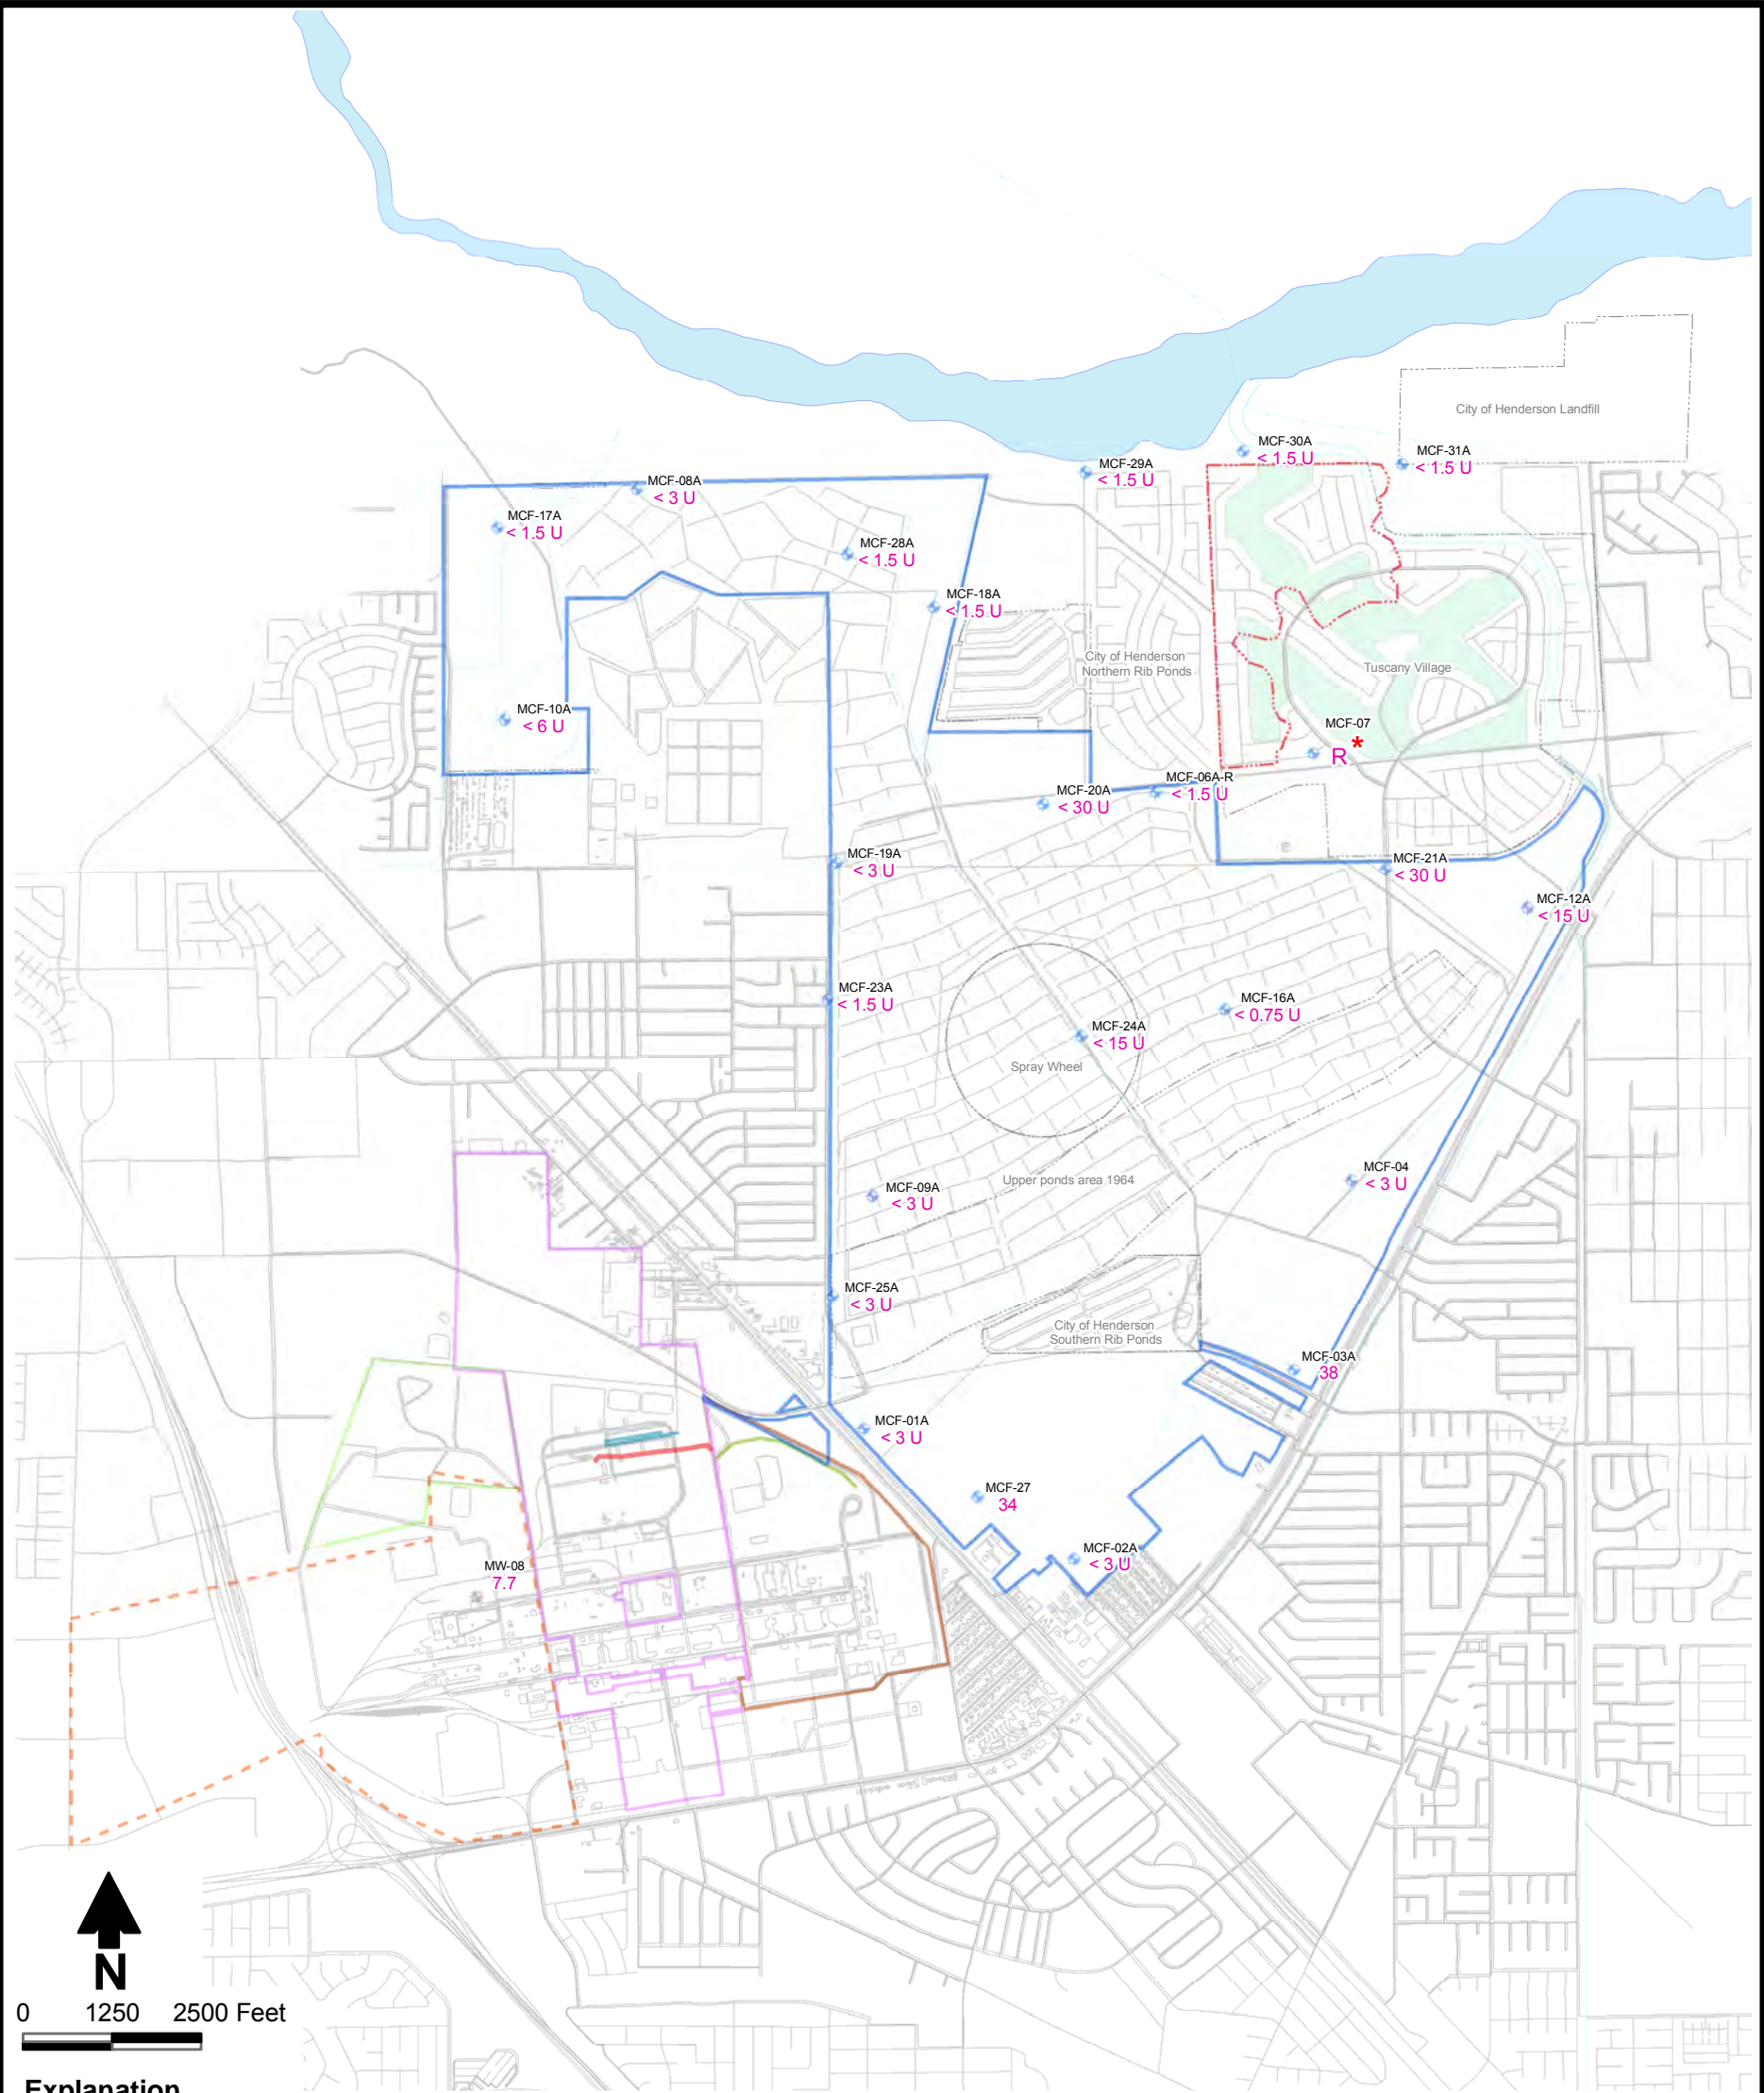 City of Henderson Landfill
MCF-30A
< 1.5 U
MCF-31A
< 1.5 U
MCF-29A
< 1.5 U
MCF-08A
< 3 U
MCF-17A
< 1.5 U
MCF-28A
< 1.5 U
MCF-18A
< 1.5 U
City of Henderson
Northern Rib Ponds
Tuscany Village
MCF-10A
< 6 U
MCF-07
R *
MCF-06A-R
< 1.5 U
MCF-20A
< 30 U
MCF-19A
< 3 U
MCF-21A
< 30 U
MCF-12A
< 15 U
MCF-23A
< 1.5 U
MCF-16A
< 0.75 U
MCF-24A
< 15 U
Spray Wheel
MCF-04
< 3 U
Upper ponds area 1964
MCF-09A
< 3 U
MCF-25A
< 3 U
City of Henderson
Southern Rib Ponds
MCF-03A
38
MCF-01A
< 3 U
MCF-27
34
MCF-02A
< 3 U
MW-08
7.7
N
0 1250 2500 Feet
Explanation